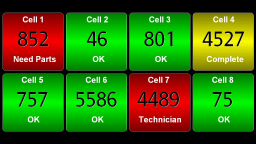 Cell 1 Cell 2 Cell 3 Cell 4
852 46 801 4527
Need Parts OK OK Complete
Cell 5 Cell 6 Cell 7 Cell 8
757 5586 4489 75
OK OK Technician OK